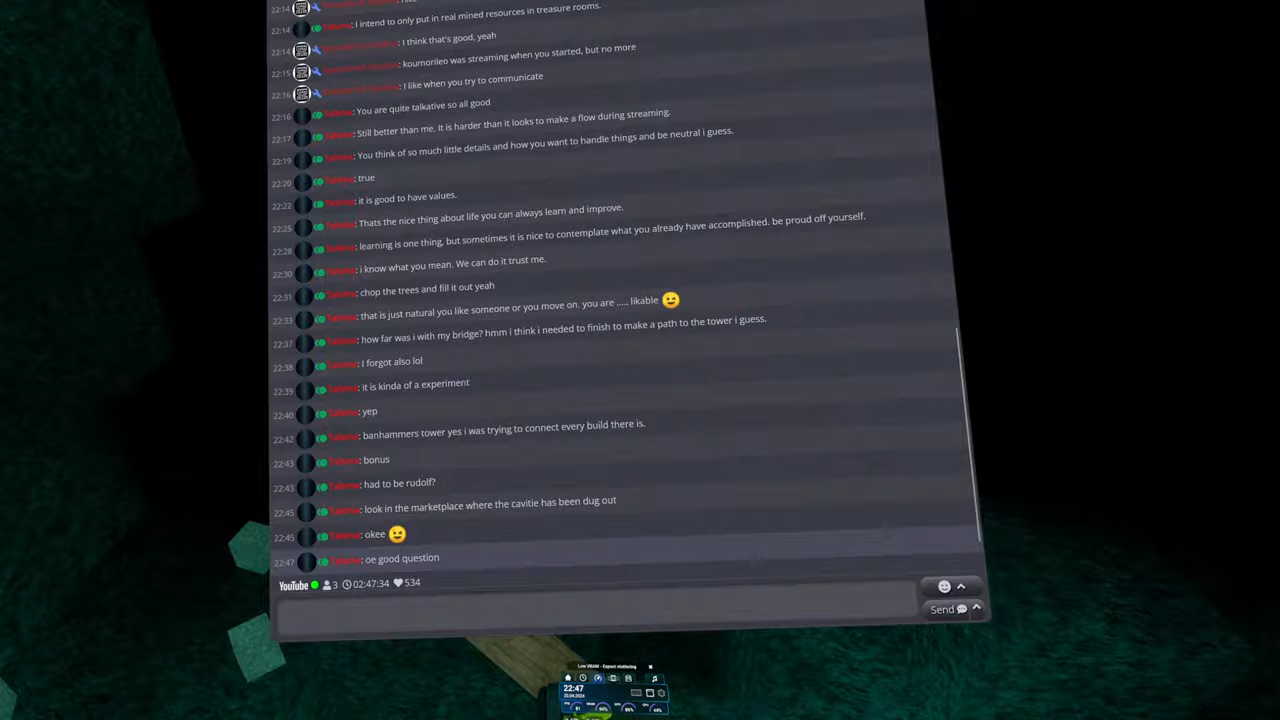 22:14
22:14 : I intend to only put in real mined resources in treasure rooms.
: I think that's good, yeah
22:15 : koumorileo was streaming when you started, but no more
22:16 : I like when you try to communicate
22:16 : You are quite talkative so all good
22:17 : Still better than me. It is harder than it looks to make a flow during streaming.
22:19 : You think of so much little details and how you want to handle things and be neutral i guess.
22:20 : true
22:22 : it is good to have values.
22:25 : Thats the nice thing about life you can always learn and improve.
22:28 : learning is one thing, but sometimes it is nice to contemplate what you already have accomplished. be proud off yourself.
22:30 : i know what you mean. We can do it trust me.
22:31 : chop the trees and fill it out yeah
22:33 : that is just natural you like someone or you move on. you are ..... likable 😉
22:37 : how far was i with my bridge? hmm i think i needed to finish to make a path to the tower i guess.
22:38 : I forgot also lol
22:39 : it is kinda of a experiment
22:40 : yep
22:42 : banhammers tower yes i was trying to connect every build there is.
22:43 : bonus
22:43 : had to be rudolf?
22:45 : look in the marketplace where the cavitie has been dug out
22:45 : okee 😉
22:47 : oe good question
YouTube 3 02:47:34 534
Send
Low VRAM - Expect stuttering
22:47
20.04.2024